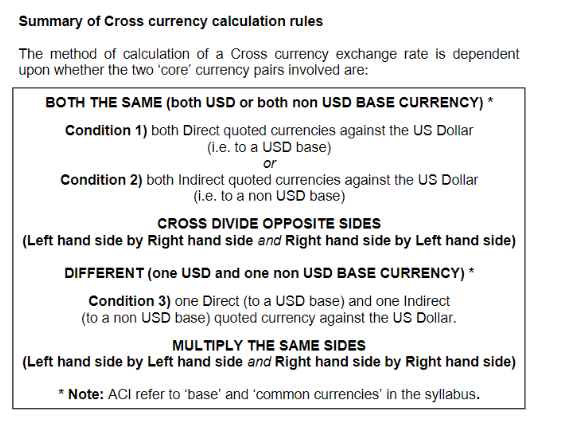 Summary of Cross currency calculation rules
The method of calculation of a Cross currency exchange rate is dependent
upon whether the two 'core' currency pairs involved are:
BOTH THE SAME (both USD or both non USD BASE CURRENCY) *
Condition 1) both Direct quoted currencies against the US Dollar
(i.e. to a USD base)
or
Condition 2) both Indirect quoted currencies against the US Dollar
(i.e. to a non USD base)
CROSS DIVIDE OPPOSITE SIDES
(Left hand side by Right hand side and Right hand side by Left hand side)
DIFFERENT (one USD and one non USD BASE CURRENCY) *
Condition 3) one Direct (to a USD base) and one Indirect
(to a non USD base) quoted currency against the US Dollar.
MULTIPLY THE SAME SIDES
(Left hand side by Left hand side and Right hand side by Right hand side)
* Note: ACI refer to 'base' and 'common currencies' in the syllabus.